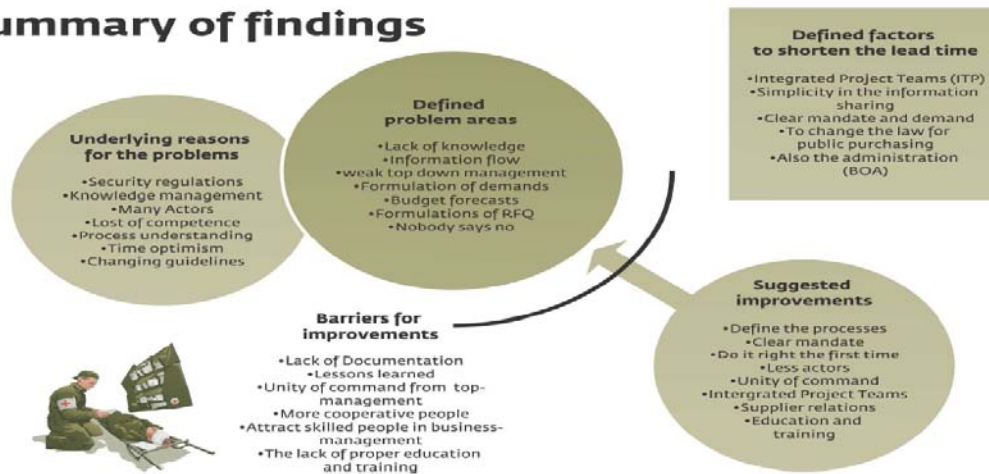 ummary of findings
Underlying reasons
for the problems
•Security regulations
•Knowledge management
•Many Actors
•Lost of competence
•Process understanding
•Time optimism
•Changing guidelines
Defined
problem areas
•Lack of knowledge
•Information flow
•weak top down management
•Formulation of demands
•Budget forecasts
•Formulations of RFQ
•Nobody says no
Defined factors
to shorten the lead time
•Integrated Project Teams (ITP)
•Simplicity in the information
sharing
•Clear mandate and demand
•To change the law for
public purchasing
•Also the administration
(BOA)
Barriers for
improvements
•Lack of Documentation
•Lessons learned
•Unity of command from top-
management
•More cooperative people
•Attract skilled people in business-
management
•The lack of proper education
and training
Suggested
improvements
•Define the processes
•Clear mandate
•Do it right the first time
•Less actors
•Unity of command
•Intergrated Project Teams
•Supplier relations
•Education and
training